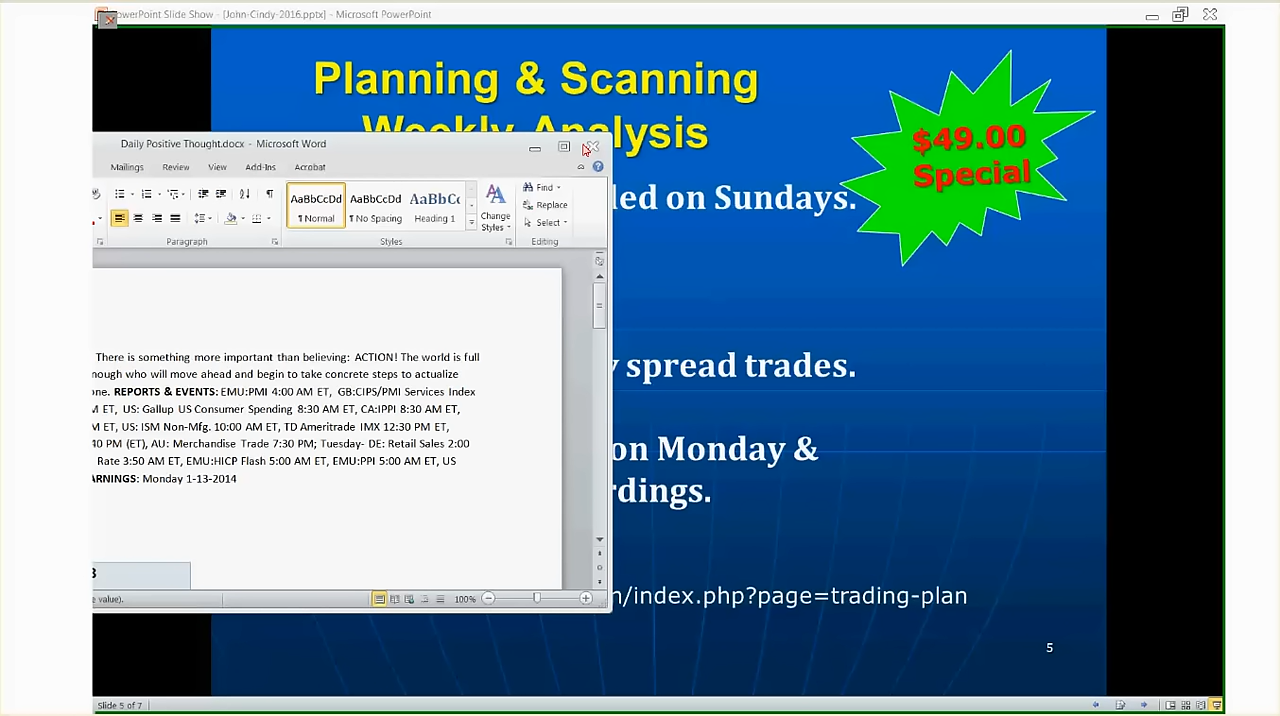 PowerPoint Slide Show - [John-Cindy-2016.pptx] - Microsoft PowerPoint
Planning & Scanning
Weekly Analysis
$49.00
Special
led on Sundays.
y spread trades.
on Monday &
rdings.
n/index.php?page=trading-plan
5
Daily Positive Thought.docx - Microsoft Word
Mailings Review View Add-Ins Acrobat
AaBbCcDd AaBbCcDd AaBbCc
¶ Normal ¶ No Spacing Heading 1
Change Styles
Find
Replace
Select
Paragraph Styles Editing
There is something more important than believing: ACTION! The world is full
nough who will move ahead and begin to take concrete steps to actualize
one. REPORTS & EVENTS: EMU:PMI 4:00 AM ET, GB:CIPS/PMI Services Index
M ET, US: Gallup US Consumer Spending 8:30 AM ET, CA:IPPI 8:30 AM ET,
M ET, US: ISM Non-Mfg. 10:00 AM ET, TD Ameritrade IMX 12:30 PM ET,
40 PM (ET), AU: Merchandise Trade 7:30 PM; Tuesday- DE: Retail Sales 2:00
Rate 3:50 AM ET, EMU:HICP Flash 5:00 AM ET, EMU:PPI 5:00 AM ET, US
ARNINGS: Monday 1-13-2014
3
e value).
100%
Slide 5 of 7